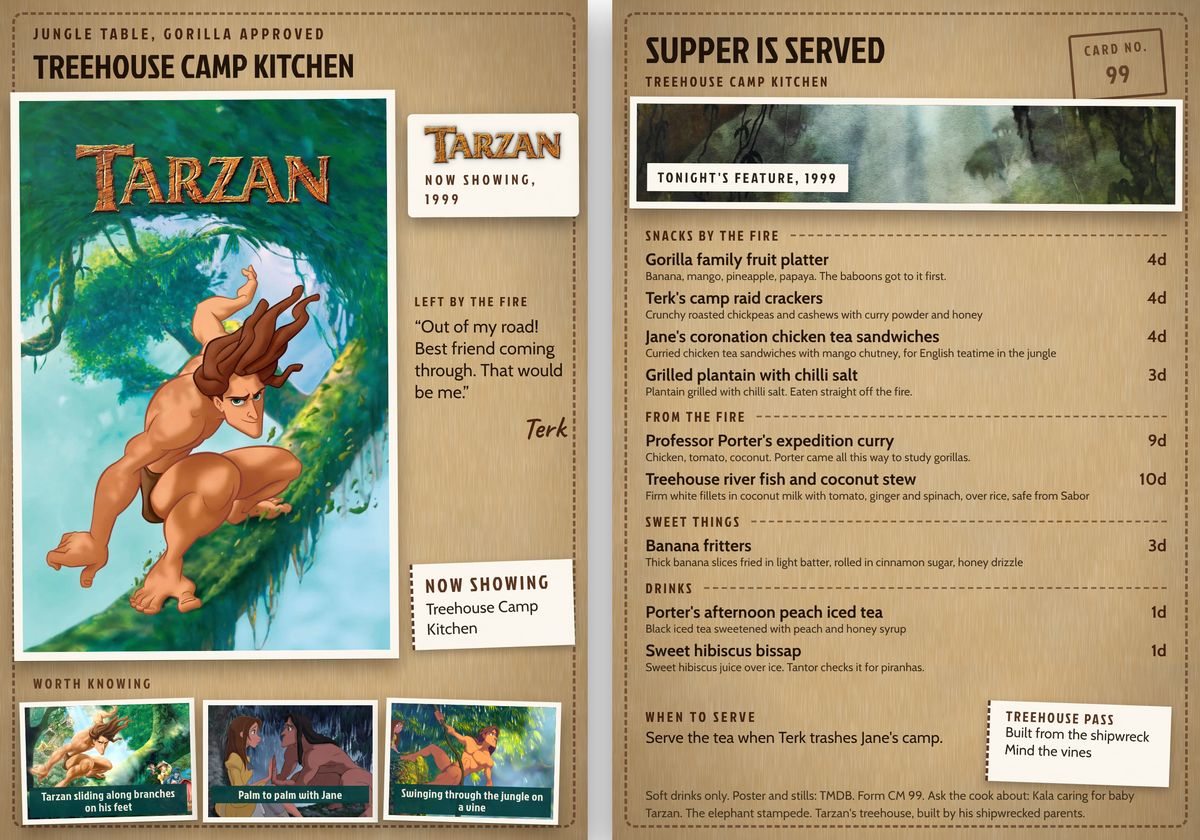 JUNGLE TABLE, GORILLA APPROVED
TREEHOUSE CAMP KITCHEN
TARZAN
TARZAN
NOW SHOWING,
1999
LEFT BY THE FIRE
“Out of my road!
Best friend coming
through. That would
be me.”
Terk
NOW SHOWING
Treehouse Camp
Kitchen
WORTH KNOWING
Tarzan sliding along branches
on his feet
Palm to palm with Jane
Swinging through the jungle on
a vine
SUPPER IS SERVED
TREEHOUSE CAMP KITCHEN
CARD NO.
99
TONIGHT'S FEATURE, 1999
SNACKS BY THE FIRE
Gorilla family fruit platter 4d
Banana, mango, pineapple, papaya. The baboons got to it first.
Terk's camp raid crackers 4d
Crunchy roasted chickpeas and cashews with curry powder and honey
Jane's coronation chicken tea sandwiches 4d
Curried chicken tea sandwiches with mango chutney, for English teatime in the jungle
Grilled plantain with chilli salt 3d
Plantain grilled with chilli salt. Eaten straight off the fire.
FROM THE FIRE
Professor Porter's expedition curry 9d
Chicken, tomato, coconut. Porter came all this way to study gorillas.
Treehouse river fish and coconut stew 10d
Firm white fillets in coconut milk with tomato, ginger and spinach, over rice, safe from Sabor
SWEET THINGS
Banana fritters 3d
Thick banana slices fried in light batter, rolled in cinnamon sugar, honey drizzle
DRINKS
Porter's afternoon peach iced tea 1d
Black iced tea sweetened with peach and honey syrup
Sweet hibiscus bissap 1d
Sweet hibiscus juice over ice. Tantor checks it for piranhas.
WHEN TO SERVE
Serve the tea when Terk trashes Jane's camp.
TREEHOUSE PASS
Built from the shipwreck
Mind the vines
Soft drinks only. Poster and stills: TMDB. Form CM 99. Ask the cook about: Kala caring for baby
Tarzan. The elephant stampede. Tarzan's treehouse, built by his shipwrecked parents.